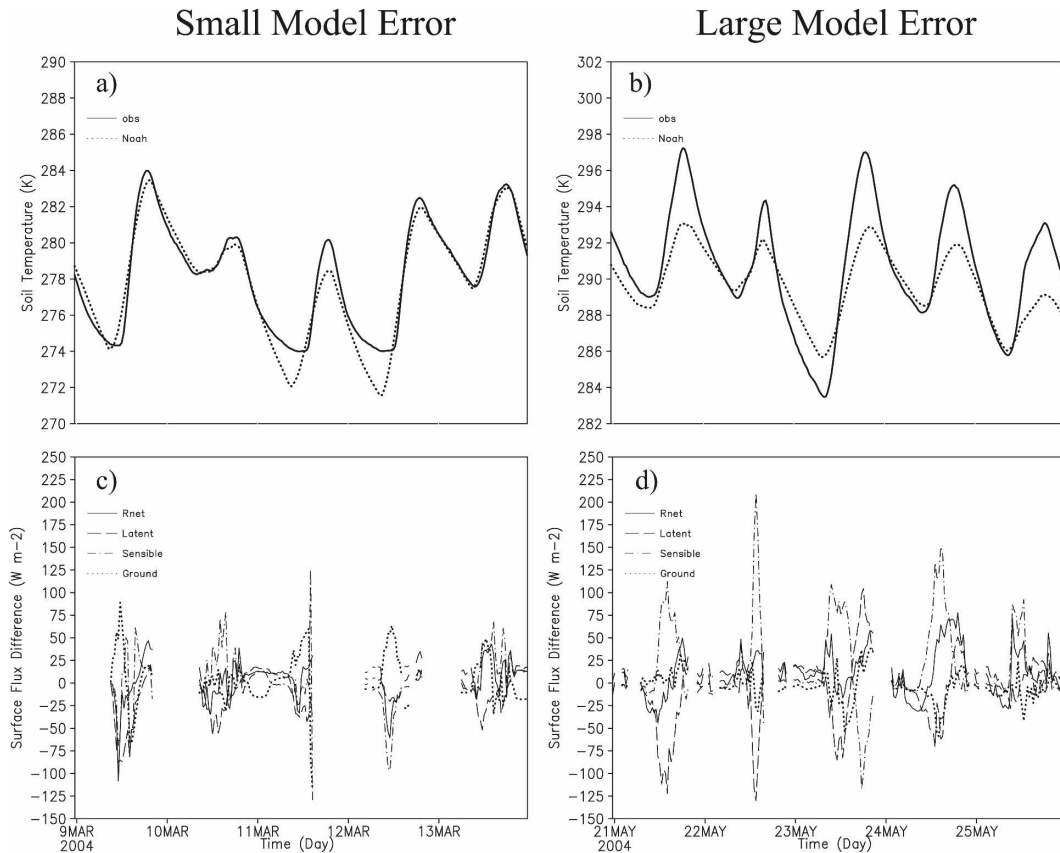 Small Model Error
Large Model Error
a)
290
288
286
284
282
280
278
276
274
272
270
Soil Temperature (K)
obs
Noah
b)
302
300
298
296
294
292
290
288
286
284
282
Soil Temperature (K)
obs
Noah
c)
250
225
200
175
150
125
100
75
50
25
0
-25
-50
-75
-100
-125
-150
Surface Flux Difference (W m-2)
Rnet
Latent
Sensible
Ground
9MAR
2004
10MAR
11MAR
12MAR
13MAR
Time (Day)
d)
250
225
200
175
150
125
100
75
50
25
0
-25
-50
-75
-100
-125
-150
Surface Flux Difference (W m-2)
Rnet
Latent
Sensible
Ground
21MAY
2004
22MAY
23MAY
24MAY
25MAY
Time (Day)